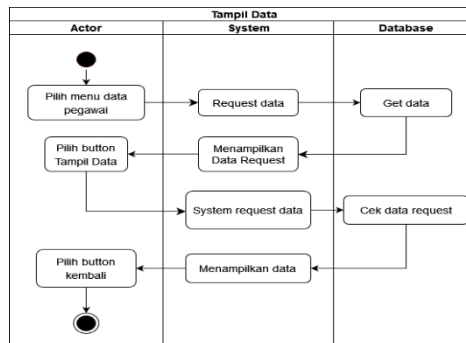 Tampil Data
Actor
System
Database
Pilih menu data
pegawai
Request data
Get data
Pilih button
Tampil Data
Menampilkan
Data Request
System request data
Cek data request
Pilih button
kembali
Menampilkan data